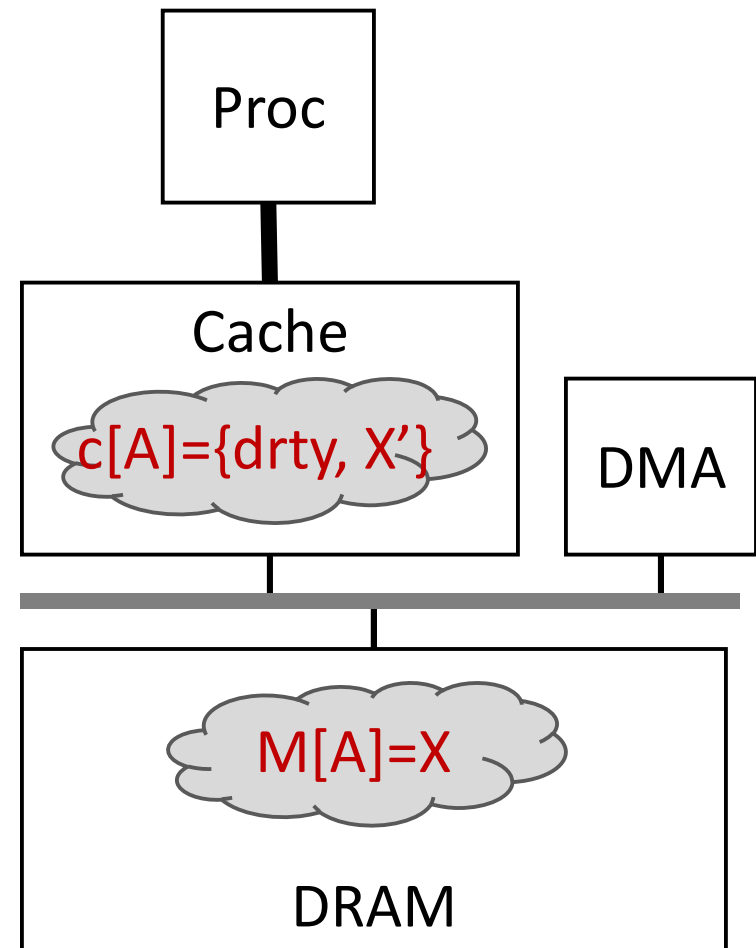 Proc
Cache
c[A]={drty, X’}
DMA
M[A]=X
DRAM